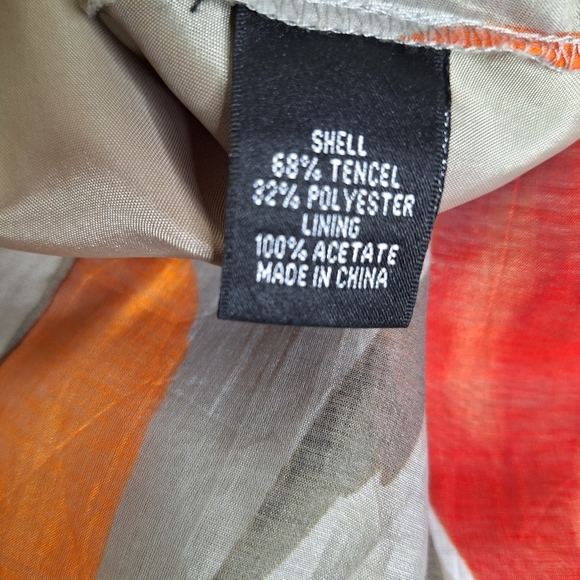 SHELL
68% TENCEL
32% POLYESTER
LINING
100% ACETATE
MADE IN CHINA